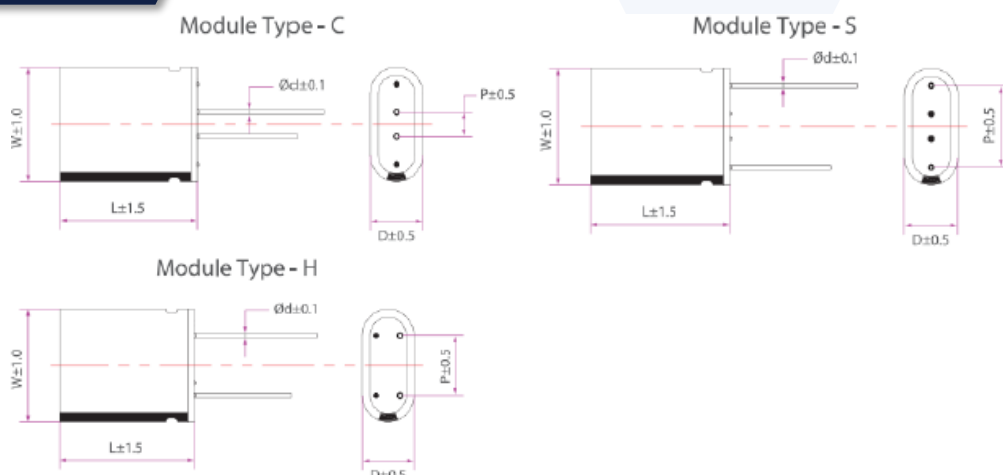 Module Type - C
W±1.0
Ød±0.1
P±0.5
L±1.5
D±0.5
Module Type - S
W±1.0
Ød±0.1
P±0.5
L±1.5
D±0.5
Module Type - H
W±1.0
Ød±0.1
P±0.5
L±1.5
D±0.5